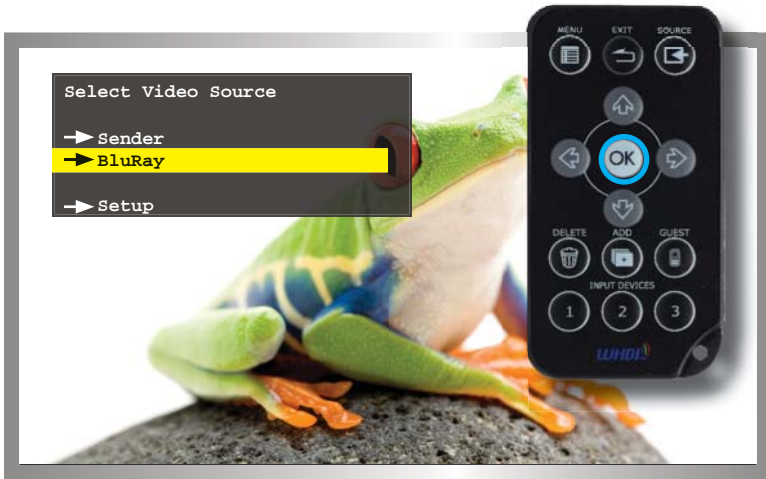 Select Video Source
Sender
BluRay
Setup
MENU EXIT SOURCE
OK
DELETE ADD GUEST
INPUT DEVICES
1 2 3
WHDI